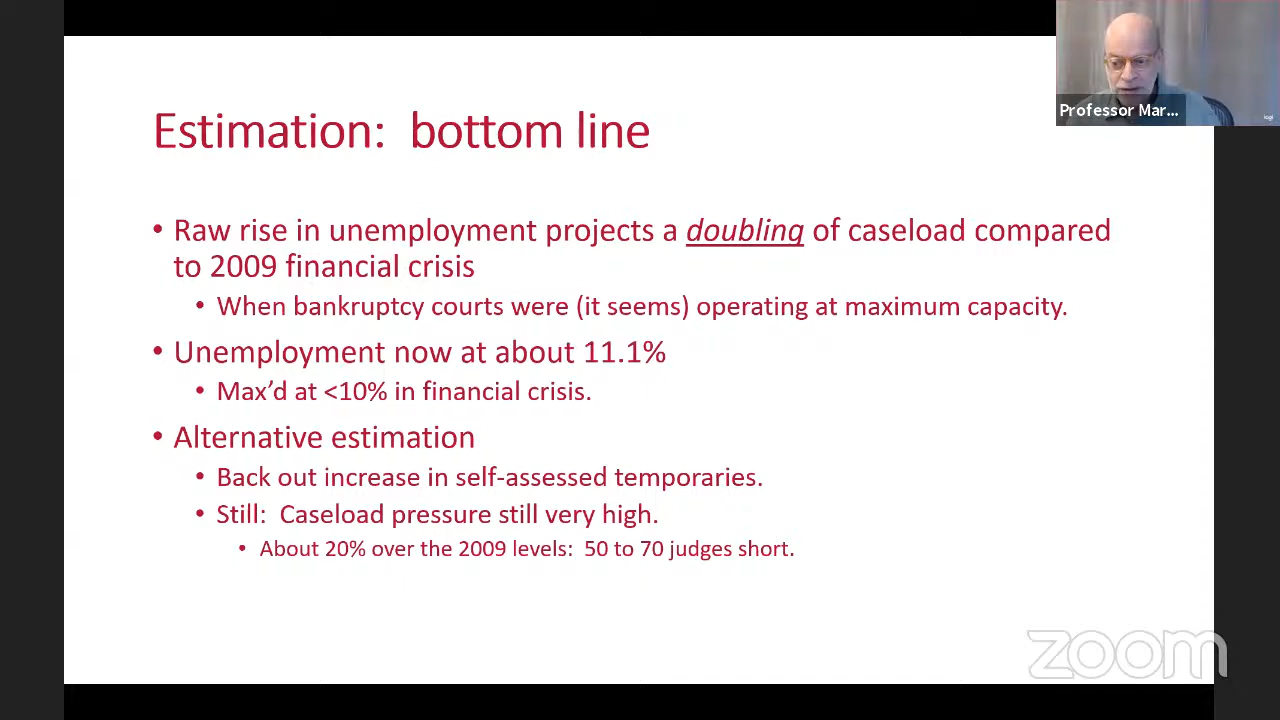 Professor Mar...
Estimation: bottom line
• Raw rise in unemployment projects a doubling of caseload compared
to 2009 financial crisis
• When bankruptcy courts were (it seems) operating at maximum capacity.
• Unemployment now at about 11.1%
• Max’d at <10% in financial crisis.
• Alternative estimation
• Back out increase in self-assessed temporaries.
• Still: Caseload pressure still very high.
• About 20% over the 2009 levels: 50 to 70 judges short.
zoom